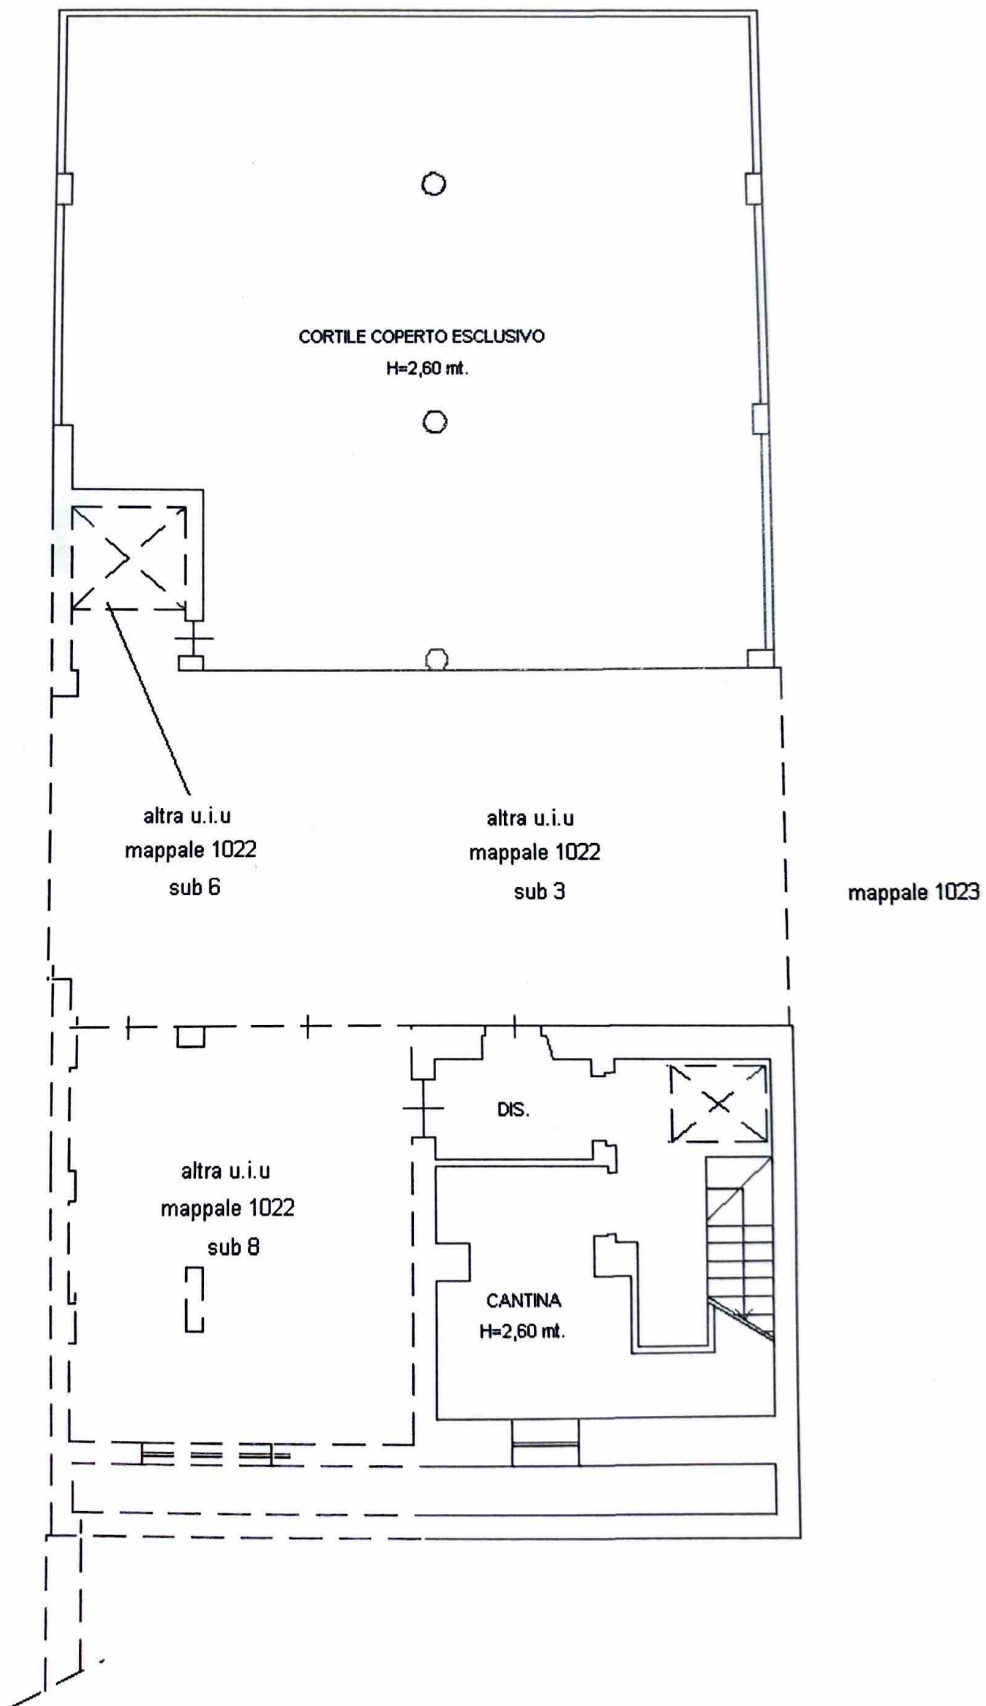 CORTILE COPERTO ESCLUSIVO
H=2,60 mt.
altra u.i.u
mappale 1022
sub 6
altra u.i.u
mappale 1022
sub 3
mappale 1023
DIS.
altra u.i.u
mappale 1022
sub 8
CANTINA
H=2,60 mt.